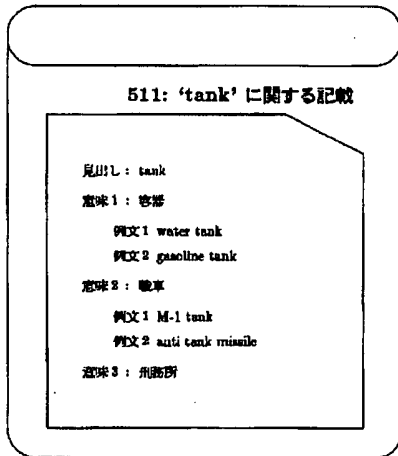 511: ‘tank’ に関する記載
見出し : tank
意味 1 : 容器
例文 1 water tank
例文 2 gasoline tank
意味 2 : 戦車
例文 1 M-1 tank
例文 2 anti tank missile
意味 3 : 刑務所